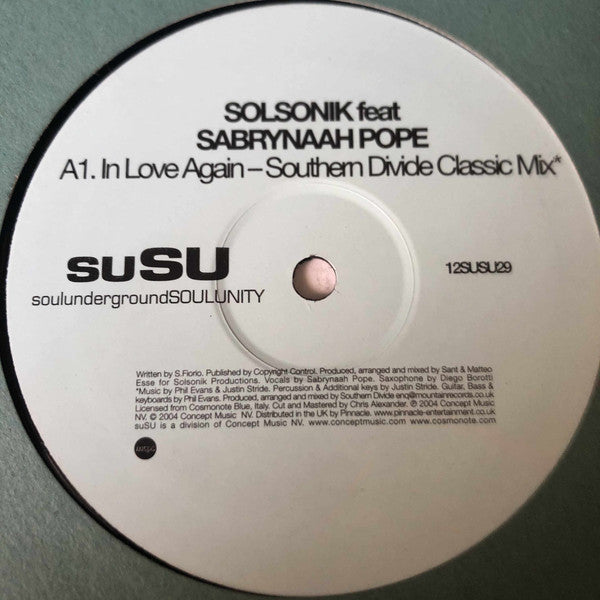 SOLSONIK feat
SABRYNAAH POPE
A1. In Love Again – Southern Divide Classic Mix*
suSU
soulundergroundSOULUNITY
12SUSU29
Written by S.Fiorio. Published by Copyright Control. Produced, arranged and mixed by Sant & Matteo
Esse for Solsonik Productions. Vocals by Sabrynaah Pope. Saxophone by Diego Borotti
*Music by Phil Evans & Justin Stride. Percussion & Additional keys by Justin Stride. Guitar, Bass &
keyboards by Phil Evans. Produced, arranged and mixed by Southern Divide enq@mountainrecords.co.uk
Licensed from Cosmonote Blue, Italy. Cut and Mastered by Chris Alexander. ℗ 2004 Concept Music
NV. © 2004 Concept Music NV. Distributed in the UK by Pinnacle. www.pinnacle-entertainment.co.uk
suSU is a division of Concept Music NV. www.conceptmusic.com www.cosmonote.com